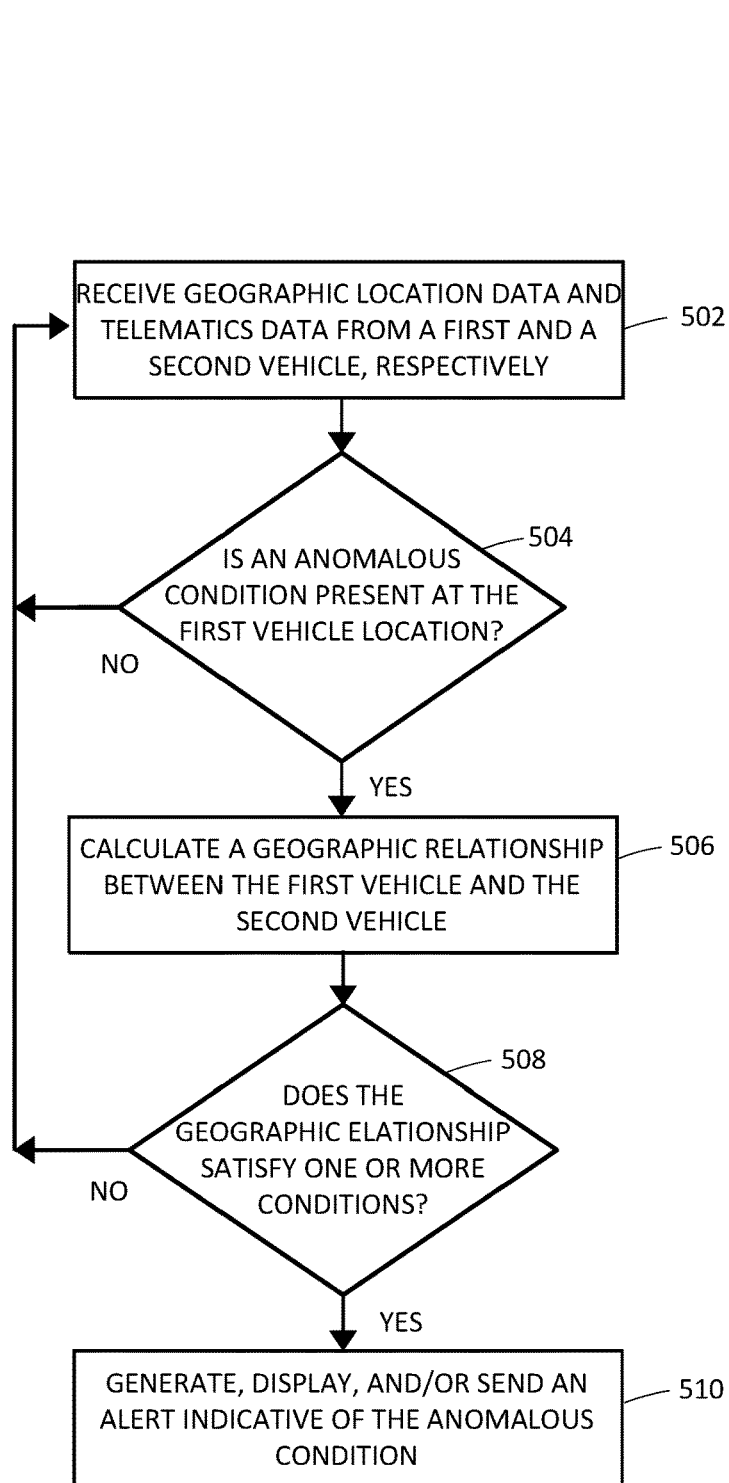 RECEIVE GEOGRAPHIC LOCATION DATA AND
TELEMATICS DATA FROM A FIRST AND A
SECOND VEHICLE, RESPECTIVELY
502
504
IS AN ANOMALOUS
CONDITION PRESENT AT THE
FIRST VEHICLE LOCATION?
NO
YES
CALCULATE A GEOGRAPHIC RELATIONSHIP
BETWEEN THE FIRST VEHICLE AND THE
SECOND VEHICLE
506
508
DOES THE
GEOGRAPHIC ELATIONSHIP
SATISFY ONE OR MORE
CONDITIONS?
NO
YES
GENERATE, DISPLAY, AND/OR SEND AN
ALERT INDICATIVE OF THE ANOMALOUS
CONDITION
510